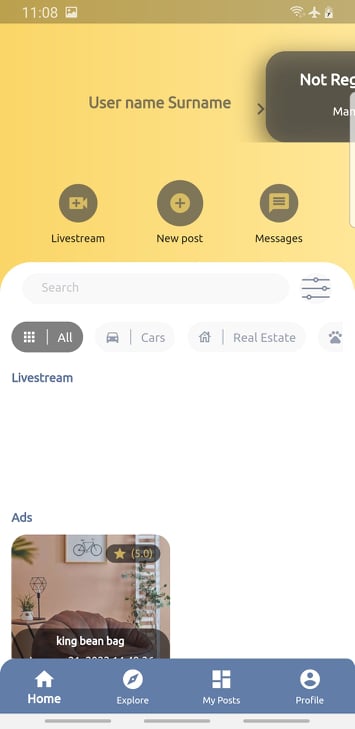 11:08
Not Reg
User name Surname
Man
Livestream
New post
Messages
Search
All
Cars
Real Estate
Livestream
Ads
(5.0)
king bean bag
Home
Explore
My Posts
Profile